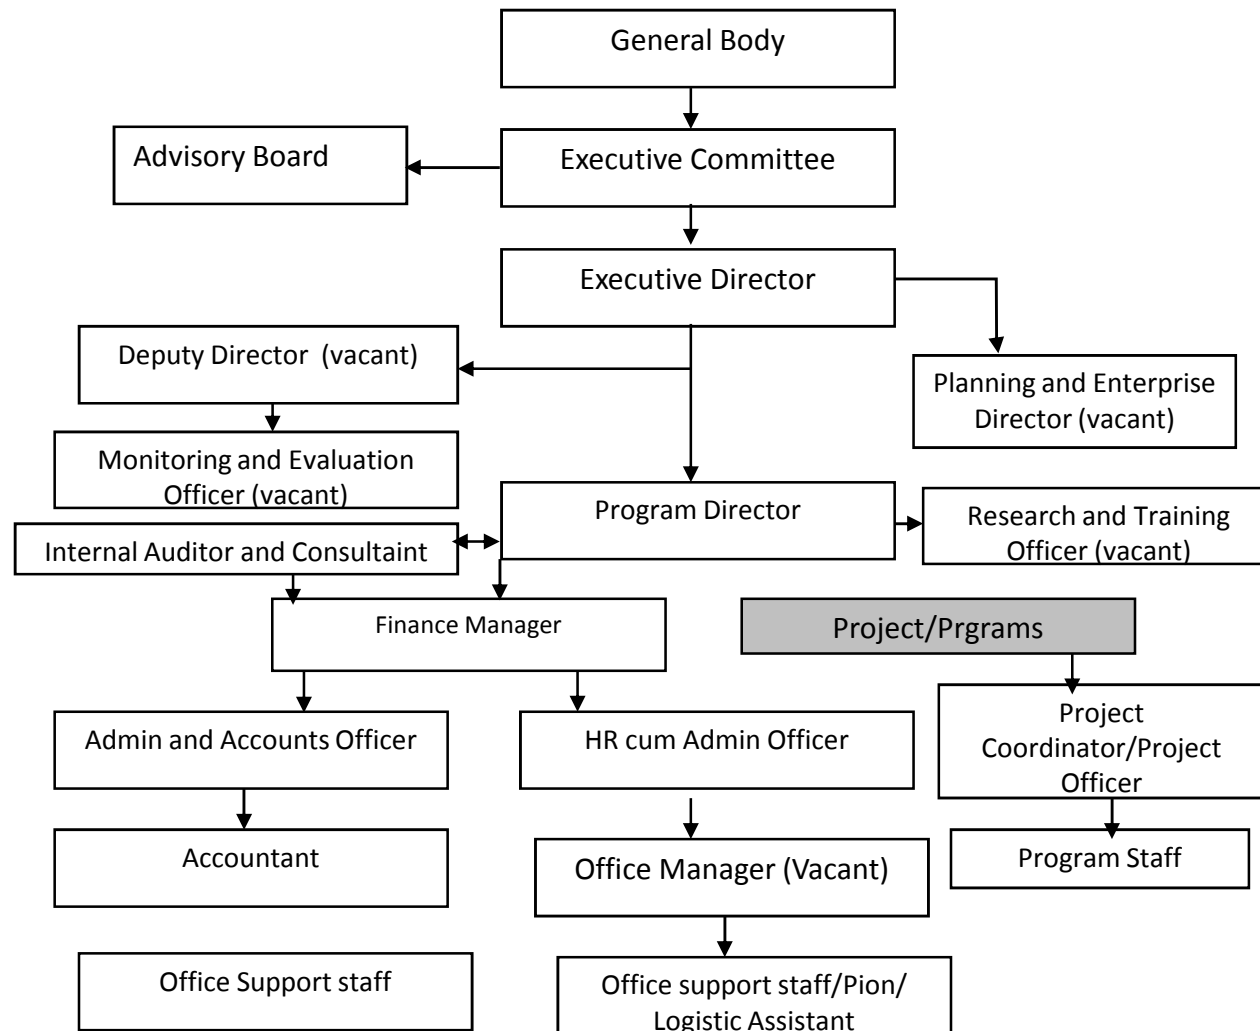 General Body
Advisory Board
Executive Committee
Executive Director
Deputy Director (vacant)
Planning and Enterprise
Director (vacant)
Monitoring and Evaluation
Officer (vacant)
Program Director
Research and Training
Officer (vacant)
Internal Auditor and Consultaint
Finance Manager
Project/Prgrams
Admin and Accounts Officer
HR cum Admin Officer
Project
Coordinator/Project
Officer
Accountant
Office Manager (Vacant)
Program Staff
Office Support staff
Office support staff/Pion/
Logistic Assistant